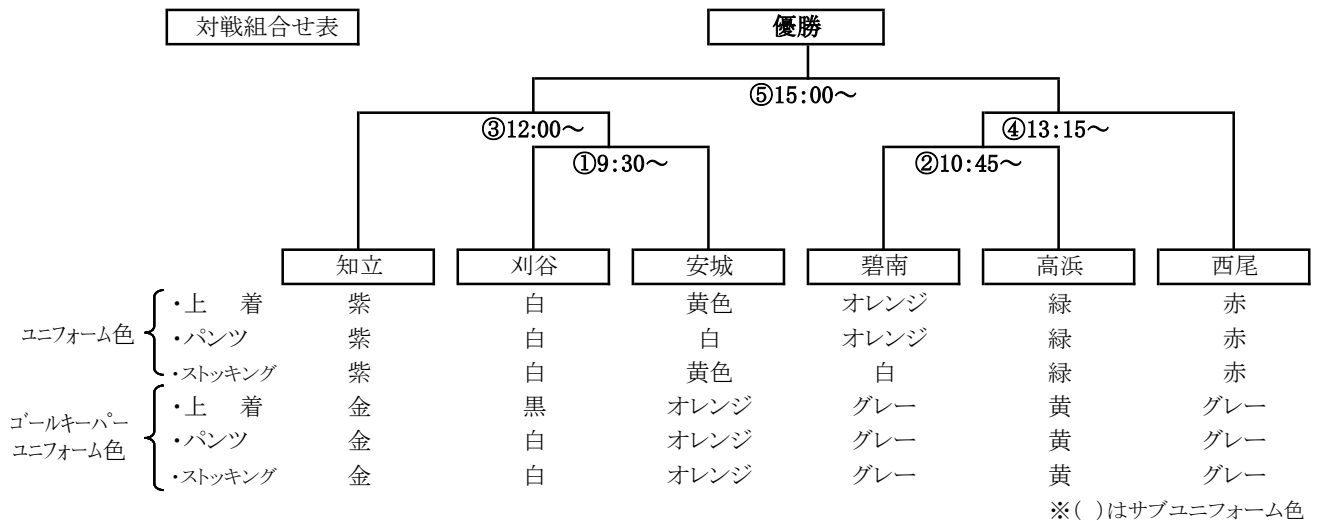 対戦組合せ表 優勝
⑤15:00～
③12:00～ ④13:15～
①9:30～ ②10:45～
知立 刈谷 安城 碧南 高浜 西尾
ユニフォーム色
・上　着 紫 白 黄色 オレンジ 緑 赤
・パンツ 紫 白 白 オレンジ 緑 赤
・ストッキング 紫 白 黄色 白 緑 赤
ゴールキーパー
ユニフォーム色
・上　着 金 黒 オレンジ グレー 黄 グレー
・パンツ 金 白 オレンジ グレー 黄 グレー
・ストッキング 金 白 オレンジ グレー 黄 グレー
※(　)はサブユニフォーム色